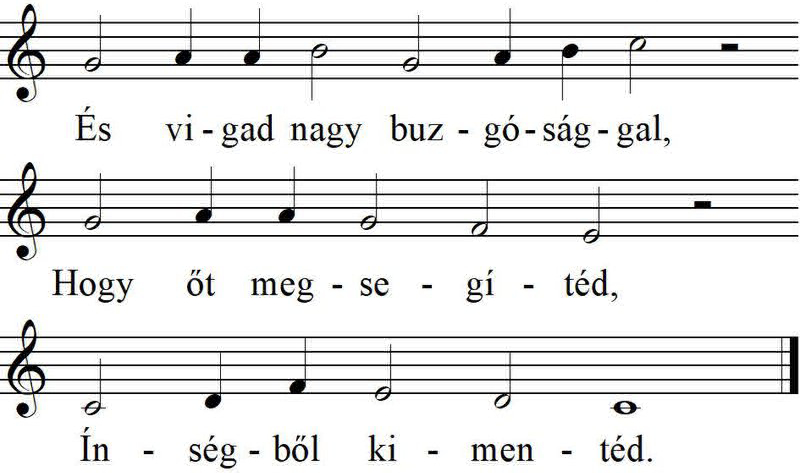 És vi - gad nagy buz - gó - ság - gal,
Hogy őt meg - se - gí - téd,
Ín - ség - ből ki - men - téd.